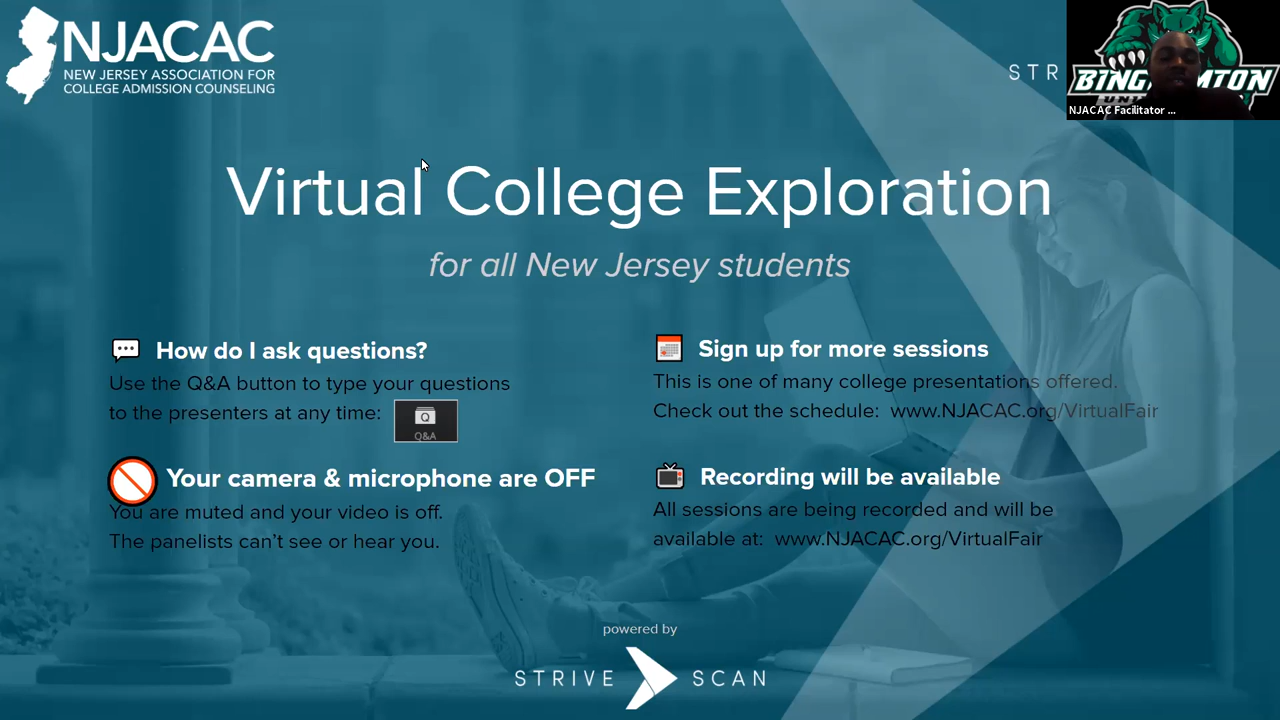 NJACAC
NEW JERSEY ASSOCIATION FOR
COLLEGE ADMISSION COUNSELING
STR
NJACAC Facilitator ...
Virtual College Exploration
for all New Jersey students
How do I ask questions?
Use the Q&A button to type your questions
to the presenters at any time:
Q
Q&A
Your camera & microphone are OFF
You are muted and your video is off.
The panelists can't see or hear you.
Sign up for more sessions
This is one of many college presentations offered.
Check out the schedule: www.NJACAC.org/VirtualFair
Recording will be available
All sessions are being recorded and will be
available at: www.NJACAC.org/VirtualFair
powered by
STRIVE SCAN